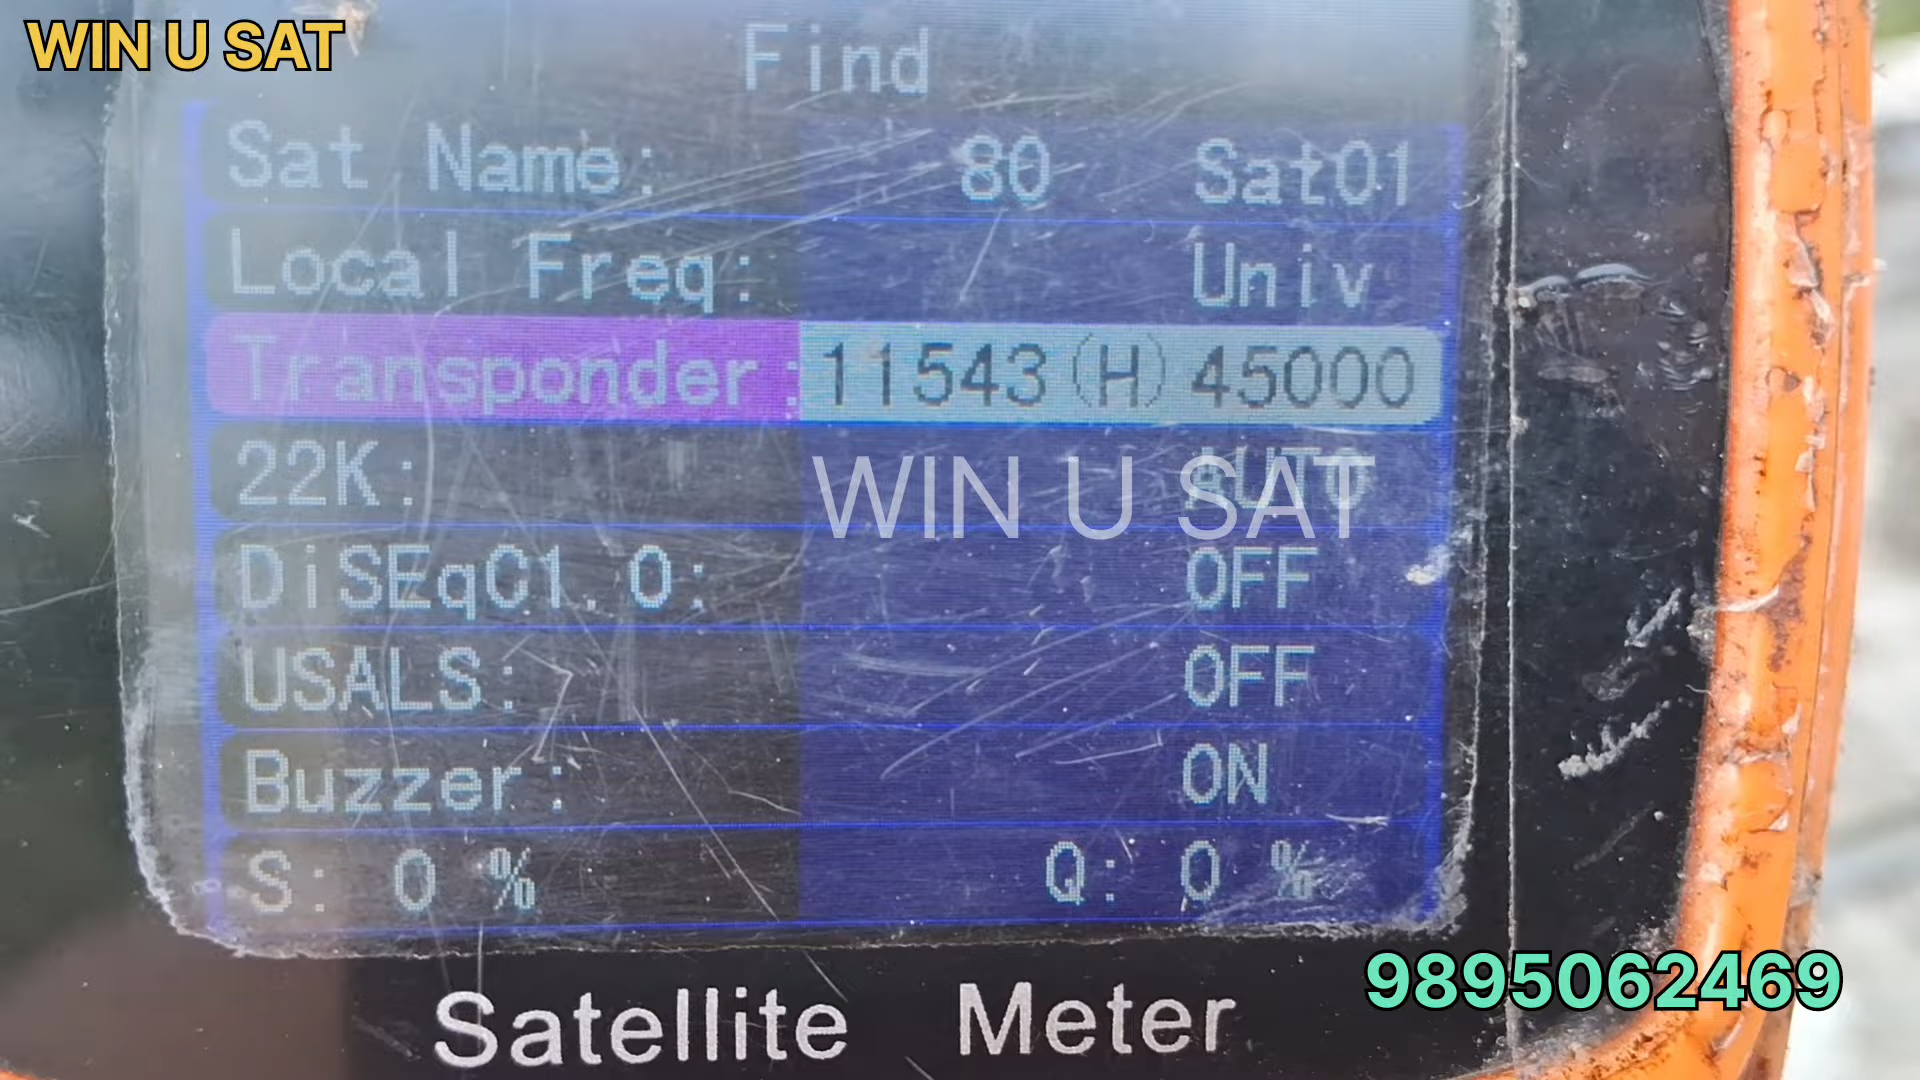 WIN U SAT
Find
Sat Name: 80 Sat01
Local Freq: Univ
Transponder: 11543(H) 45000
22K: AUTO
WIN U SAT
DiSEqC1.0: OFF
USALS: OFF
Buzzer: ON
S: 0 % Q: 0 %
9895062469
Satellite Meter